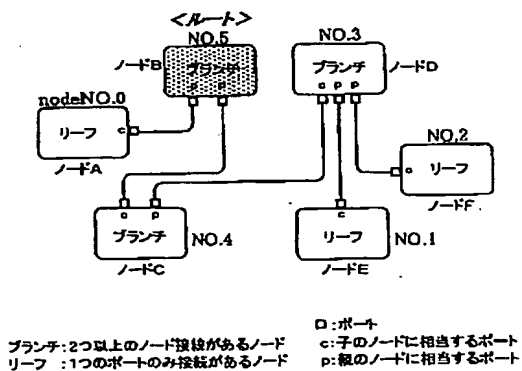 <ルート>
NO.5
ノードB
ブランチ
p p
NO.3
ブランチ
ノードD
c p p
nodeNO.0
リーフ
c
ノードA
NO.2
c リーフ
ノードF
c p
ブランチ
NO.4
ノードC
c
リーフ
NO.1
ノードE
ブランチ:2つ以上のノード接続があるノード
リーフ :1つのポートのみ接続があるノード
□:ポート
c:子のノードに相当するポート
p:親のノードに相当するポート